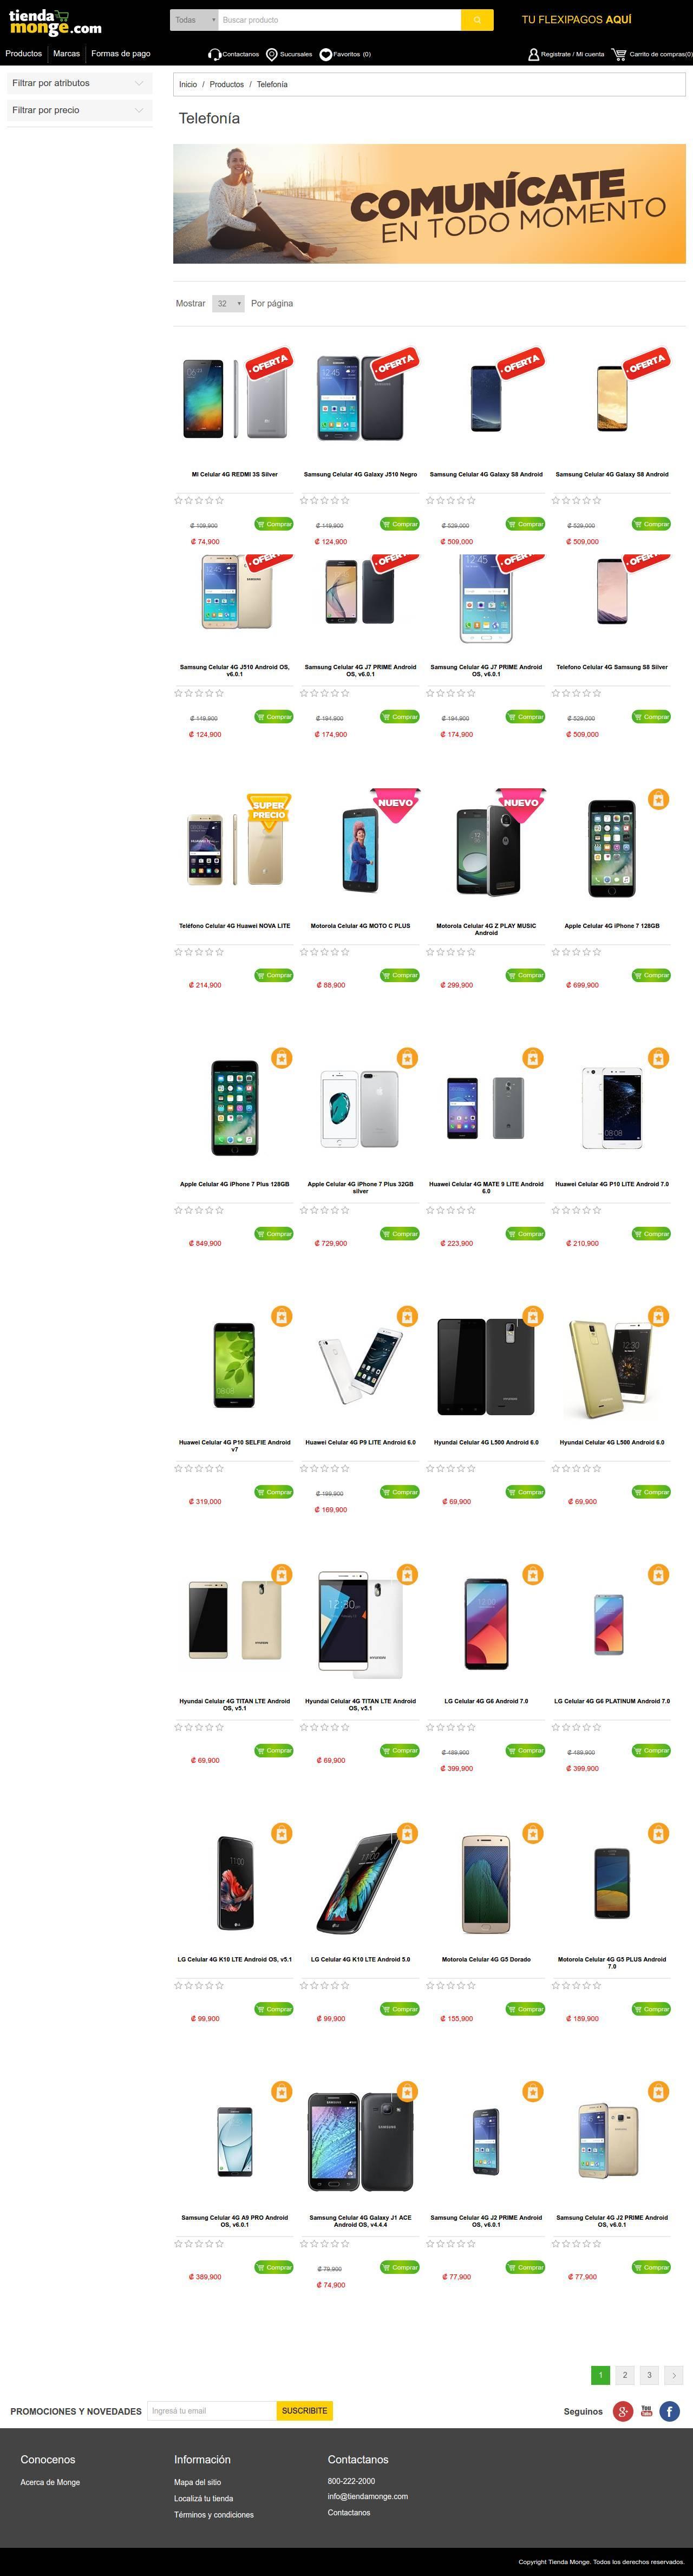 tienda
monge.com
Todas
Buscar producto
TU FLEXIPAGOS AQUÍ
Productos
Marcas
Formas de pago
Contactanos
Sucursales
Favoritos (0)
Registrate / Mi cuenta
Carrito de compras(0)
Filtrar por atributos
Filtrar por precio
Inicio / Productos / Telefonía
Telefonía
COMUNÍCATE
EN TODO MOMENTO
Mostrar 32 Por página
OFERTA OFERTA OFERTA OFERTA
MI Celular 4G REDMI 3S Silver
₡ 109,900
Comprar
₡ 74,900
Samsung Celular 4G Galaxy J510 Negro
₡ 149,900
Comprar
₡ 124,900
Samsung Celular 4G Galaxy S8 Android
₡ 529,000
Comprar
₡ 509,000
Samsung Celular 4G Galaxy S8 Android
₡ 529,000
Comprar
₡ 509,000
Samsung Celular 4G J510 Android OS,
v6.0.1
₡ 149,900
Comprar
₡ 124,900
Samsung Celular 4G J7 PRIME Android
OS, v6.0.1
₡ 194,900
Comprar
₡ 174,900
Samsung Celular 4G J7 PRIME Android
OS, v6.0.1
₡ 194,900
Comprar
₡ 174,900
Telefono Celular 4G Samsung S8 Silver
₡ 529,000
Comprar
₡ 509,000
SUPER
PRECIO
Teléfono Celular 4G Huawei NOVA LITE
Comprar
₡ 214,900
NUEVO
Motorola Celular 4G MOTO C PLUS
Comprar
₡ 88,900
NUEVO
Motorola Celular 4G Z PLAY MUSIC
Android
Comprar
₡ 299,900
Apple Celular 4G iPhone 7 128GB
Comprar
₡ 699,900
Apple Celular 4G iPhone 7 Plus 128GB
Comprar
₡ 849,900
Apple Celular 4G iPhone 7 Plus 32GB
silver
Comprar
₡ 729,900
Huawei Celular 4G MATE 9 LITE Android
6.0
Comprar
₡ 223,900
Huawei Celular 4G P10 LITE Android 7.0
Comprar
₡ 210,900
Huawei Celular 4G P10 SELFIE Android
v7
Comprar
₡ 319,000
Huawei Celular 4G P9 LITE Android 6.0
₡ 199,900
Comprar
₡ 169,900
Hyundai Celular 4G L500 Android 6.0
Comprar
₡ 69,900
Hyundai Celular 4G L500 Android 6.0
Comprar
₡ 69,900
Hyundai Celular 4G TITAN LTE Android
OS, v5.1
Comprar
₡ 69,900
Hyundai Celular 4G TITAN LTE Android
OS, v5.1
Comprar
₡ 69,900
LG Celular 4G G6 Android 7.0
₡ 489,900
Comprar
₡ 399,900
LG Celular 4G G6 PLATINUM Android 7.0
₡ 489,900
Comprar
₡ 399,900
LG Celular 4G K10 LTE Android OS, v5.1
Comprar
₡ 99,900
LG Celular 4G K10 LTE Android 5.0
Comprar
₡ 99,900
Motorola Celular 4G G5 Dorado
Comprar
₡ 155,900
Motorola Celular 4G G5 PLUS Android
7.0
Comprar
₡ 189,900
Samsung Celular 4G A9 PRO Android
OS, v6.0.1
Comprar
₡ 389,900
Samsung Celular 4G Galaxy J1 ACE
Android OS, v4.4.4
₡ 79,900
Comprar
₡ 74,900
Samsung Celular 4G J2 PRIME Android
OS, v6.0.1
Comprar
₡ 77,900
Samsung Celular 4G J2 PRIME Android
OS, v6.0.1
Comprar
₡ 77,900
1 2 3
PROMOCIONES Y NOVEDADES
Ingresá tu email
SUSCRIBITE
Seguinos
Conocenos
Acerca de Monge
Información
Mapa del sitio
Localizá tu tienda
Términos y condiciones
Contactanos
800-222-2000
info@tiendamonge.com
Contactanos
Copyright Tienda Monge. Todos los derechos reservados.